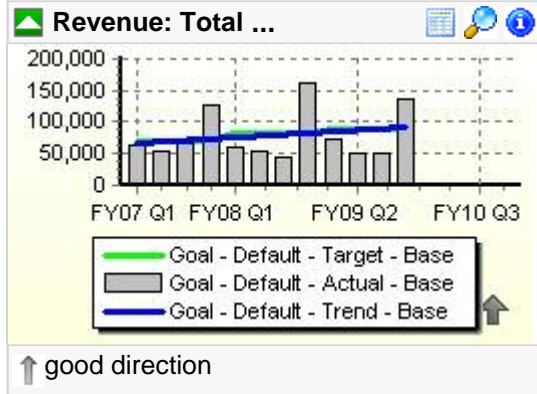 Revenue: Total ...
200,000
150,000
100,000
50,000
0
FY07 Q1 FY08 Q1 FY09 Q2 FY10 Q3
Goal - Default - Target - Base
Goal - Default - Actual - Base
Goal - Default - Trend - Base
good direction